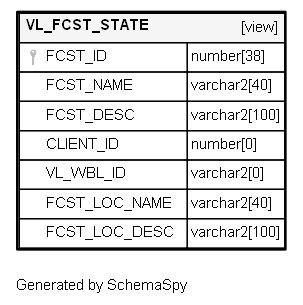 VL_FCST_STATE [view]
FCST_ID number[38]
FCST_NAME varchar2[40]
FCST_DESC varchar2[100]
CLIENT_ID number[0]
VL_WBL_ID varchar2[0]
FCST_LOC_NAME varchar2[40]
FCST_LOC_DESC varchar2[100]
Generated by SchemaSpy